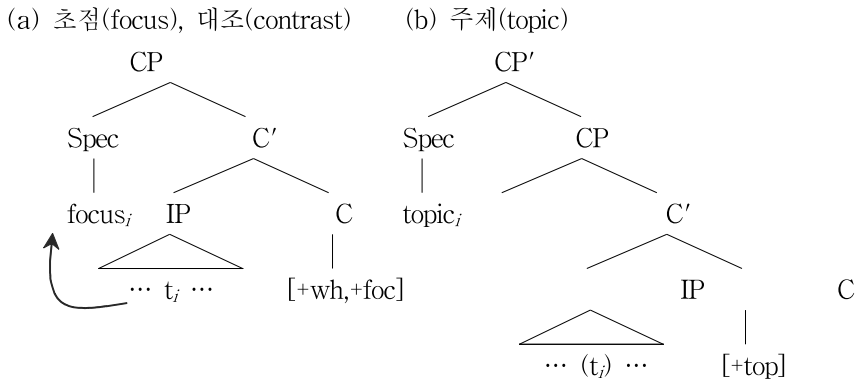 (a) 초점(focus), 대조(contrast) (b) 주제(topic)
CP CP′
Spec C′ Spec CP
focusᵢ IP C topicᵢ C′
··· tᵢ ··· [+wh,+foc] IP C
··· (tᵢ) ··· [+top]